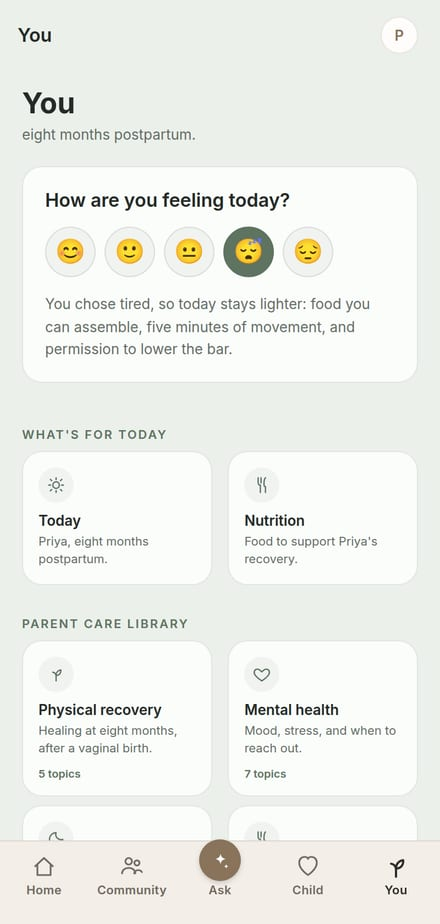 You
P
You
eight months postpartum.
How are you feeling today?
You chose tired, so today stays lighter: food you
can assemble, five minutes of movement, and
permission to lower the bar.
WHAT'S FOR TODAY
Today
Priya, eight months
postpartum.
Nutrition
Food to support Priya's
recovery.
PARENT CARE LIBRARY
Physical recovery
Healing at eight months,
after a vaginal birth.
5 topics
Mental health
Mood, stress, and when to
reach out.
7 topics
Home
Community
Ask
Child
You